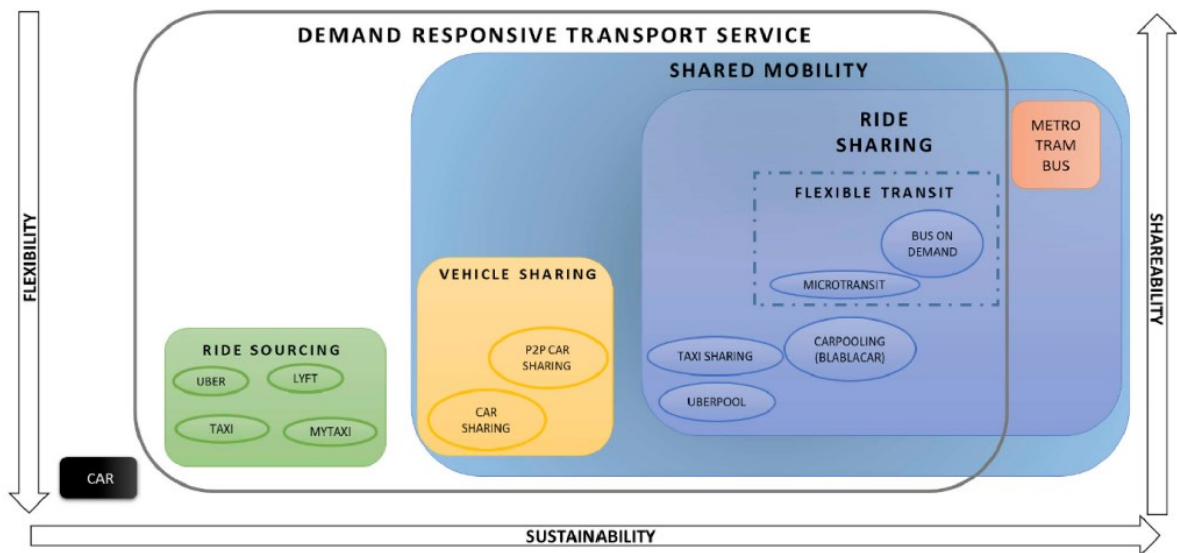 DEMAND RESPONSIVE TRANSPORT SERVICE
SHARED MOBILITY
RIDE
SHARING
METRO
TRAM
BUS
FLEXIBLE TRANSIT
BUS ON
DEMAND
MICROTRANSIT
FLEXIBILITY
SHAREABILITY
VEHICLE SHARING
P2P CAR
SHARING
CAR
SHARING
RIDE SOURCING
UBER
LYFT
TAXI
MYTAXI
TAXI SHARING
CARPOOLING
(BLABLACAR)
UBERPOOL
CAR
SUSTAINABILITY